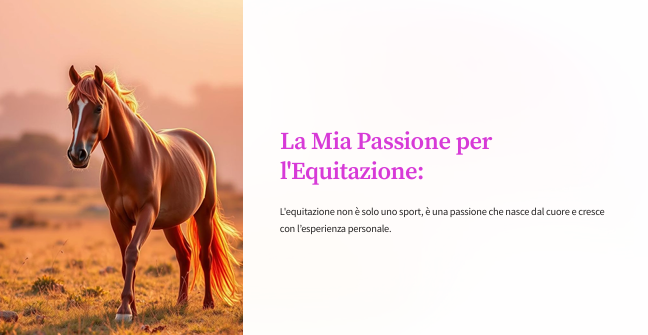 La Mia Passione per
l'Equitazione:
L'equitazione non è solo uno sport, è una passione che nasce dal cuore e cresce
con l'esperienza personale.